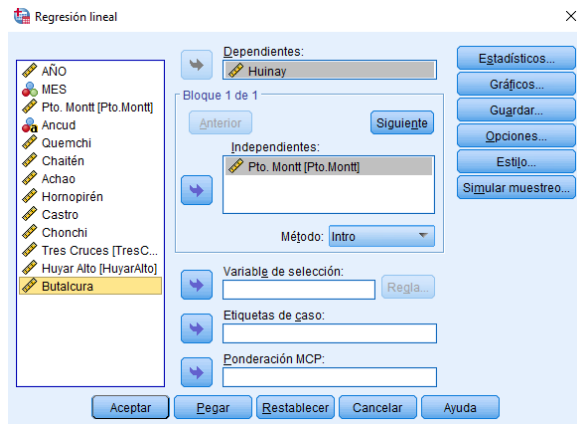 Regresión lineal
AÑO
MES
Pto. Montt [Pto.Montt]
Ancud
Quemchi
Chaitén
Achao
Hornopirén
Castro
Chonchi
Tres Cruces [TresC...
Huyar Alto [HuyarAlto]
Butalcura
Dependientes:
Huinay
Bloque 1 de 1
Anterior
Siguiente
Independientes:
Pto. Montt [Pto.Montt]
Método: Intro
Variable de selección:
Regla...
Etiquetas de caso:
Ponderación MCP:
Estadísticos...
Gráficos...
Guardar...
Opciones...
Estilo...
Simular muestreo...
Aceptar
Pegar
Restablecer
Cancelar
Ayuda